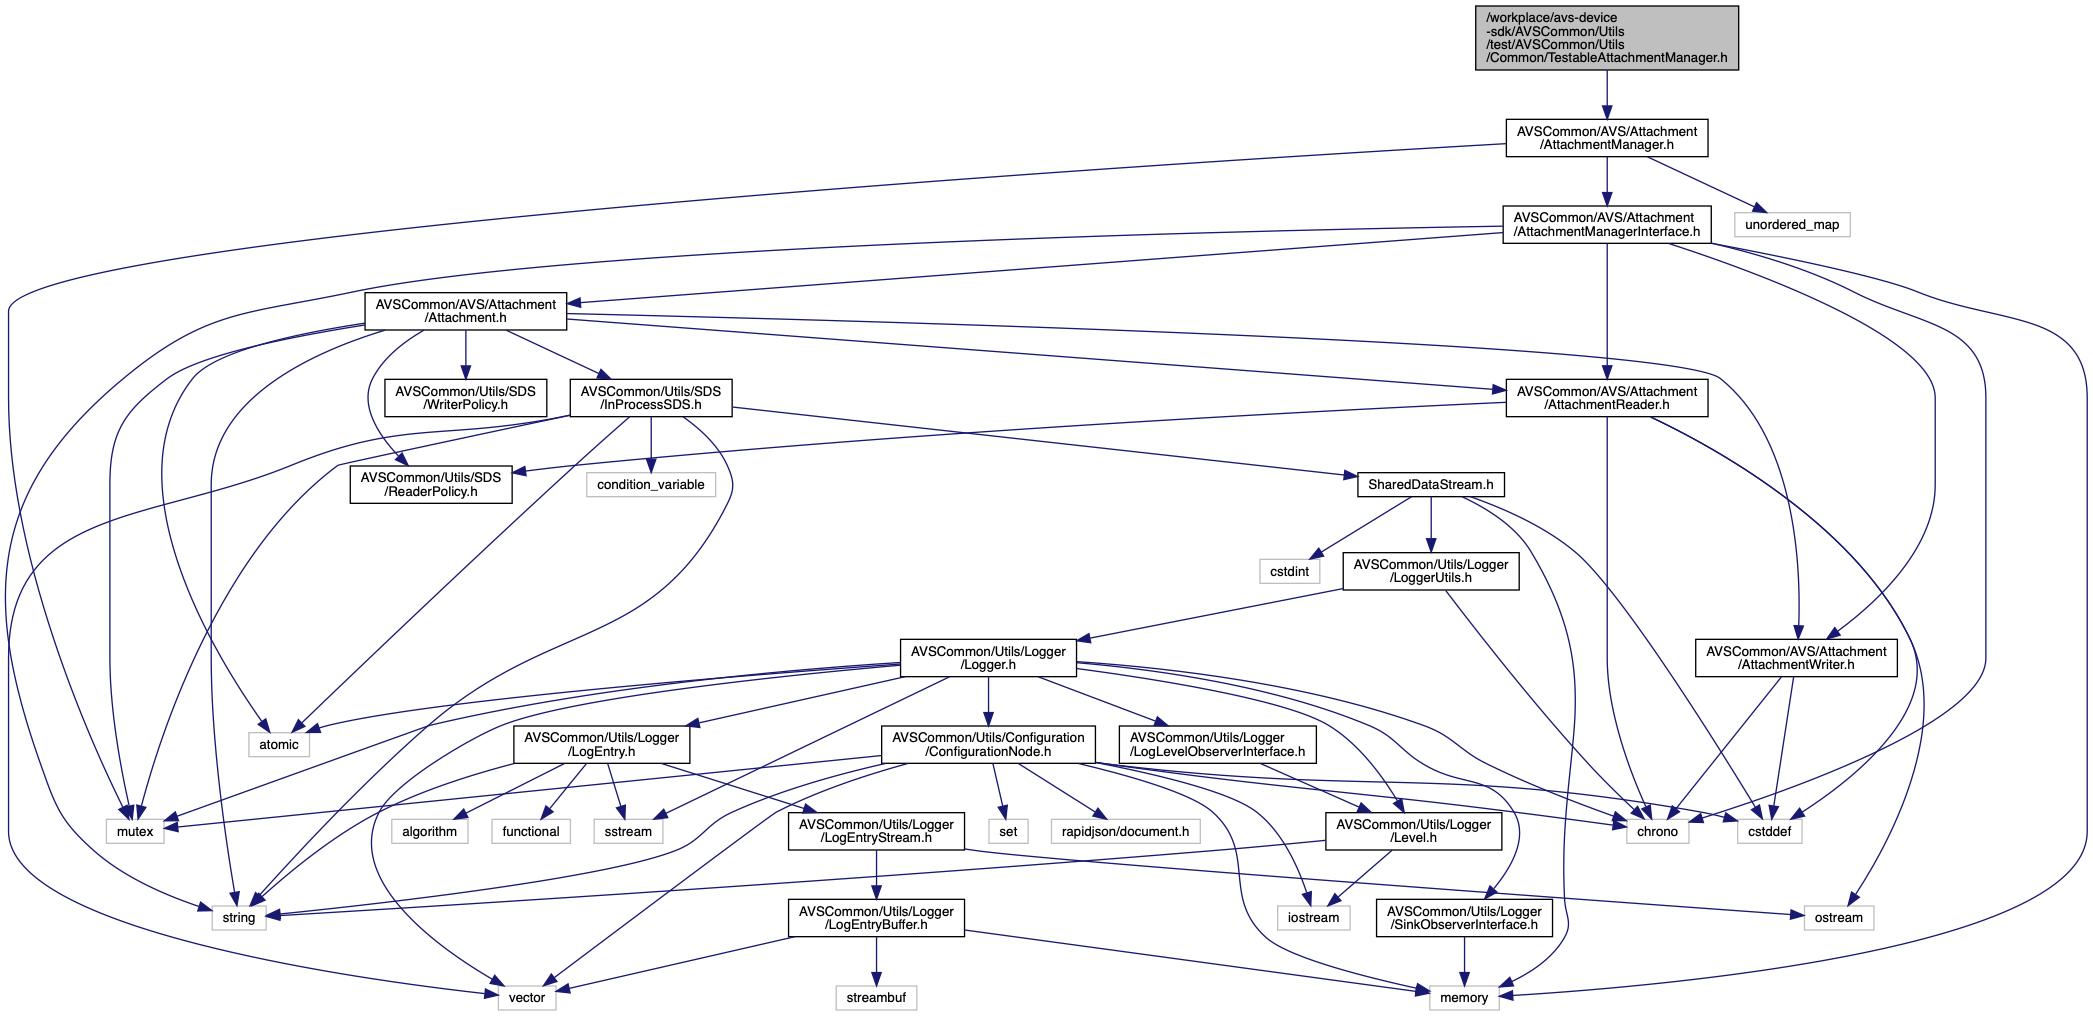 /workplace/avs-device
-sdk/AVSCommon/Utils
/test/AVSCommon/Utils
/Common/TestableAttachmentManager.h
AVSCommon/AVS/Attachment
/AttachmentManager.h
AVSCommon/AVS/Attachment
/AttachmentManagerInterface.h
unordered_map
AVSCommon/AVS/Attachment
/Attachment.h
AVSCommon/Utils/SDS
/WriterPolicy.h
AVSCommon/Utils/SDS
/InProcessSDS.h
AVSCommon/AVS/Attachment
/AttachmentReader.h
AVSCommon/Utils/SDS
/ReaderPolicy.h
condition_variable
SharedDataStream.h
cstdint
AVSCommon/Utils/Logger
/LoggerUtils.h
AVSCommon/Utils/Logger
/Logger.h
AVSCommon/AVS/Attachment
/AttachmentWriter.h
atomic
AVSCommon/Utils/Logger
/LogEntry.h
AVSCommon/Utils/Configuration
/ConfigurationNode.h
AVSCommon/Utils/Logger
/LogLevelObserverInterface.h
mutex
algorithm
functional
sstream
AVSCommon/Utils/Logger
/LogEntryStream.h
set
rapidjson/document.h
AVSCommon/Utils/Logger
/Level.h
chrono
cstddef
string
AVSCommon/Utils/Logger
/LogEntryBuffer.h
iostream
AVSCommon/Utils/Logger
/SinkObserverInterface.h
ostream
vector
streambuf
memory